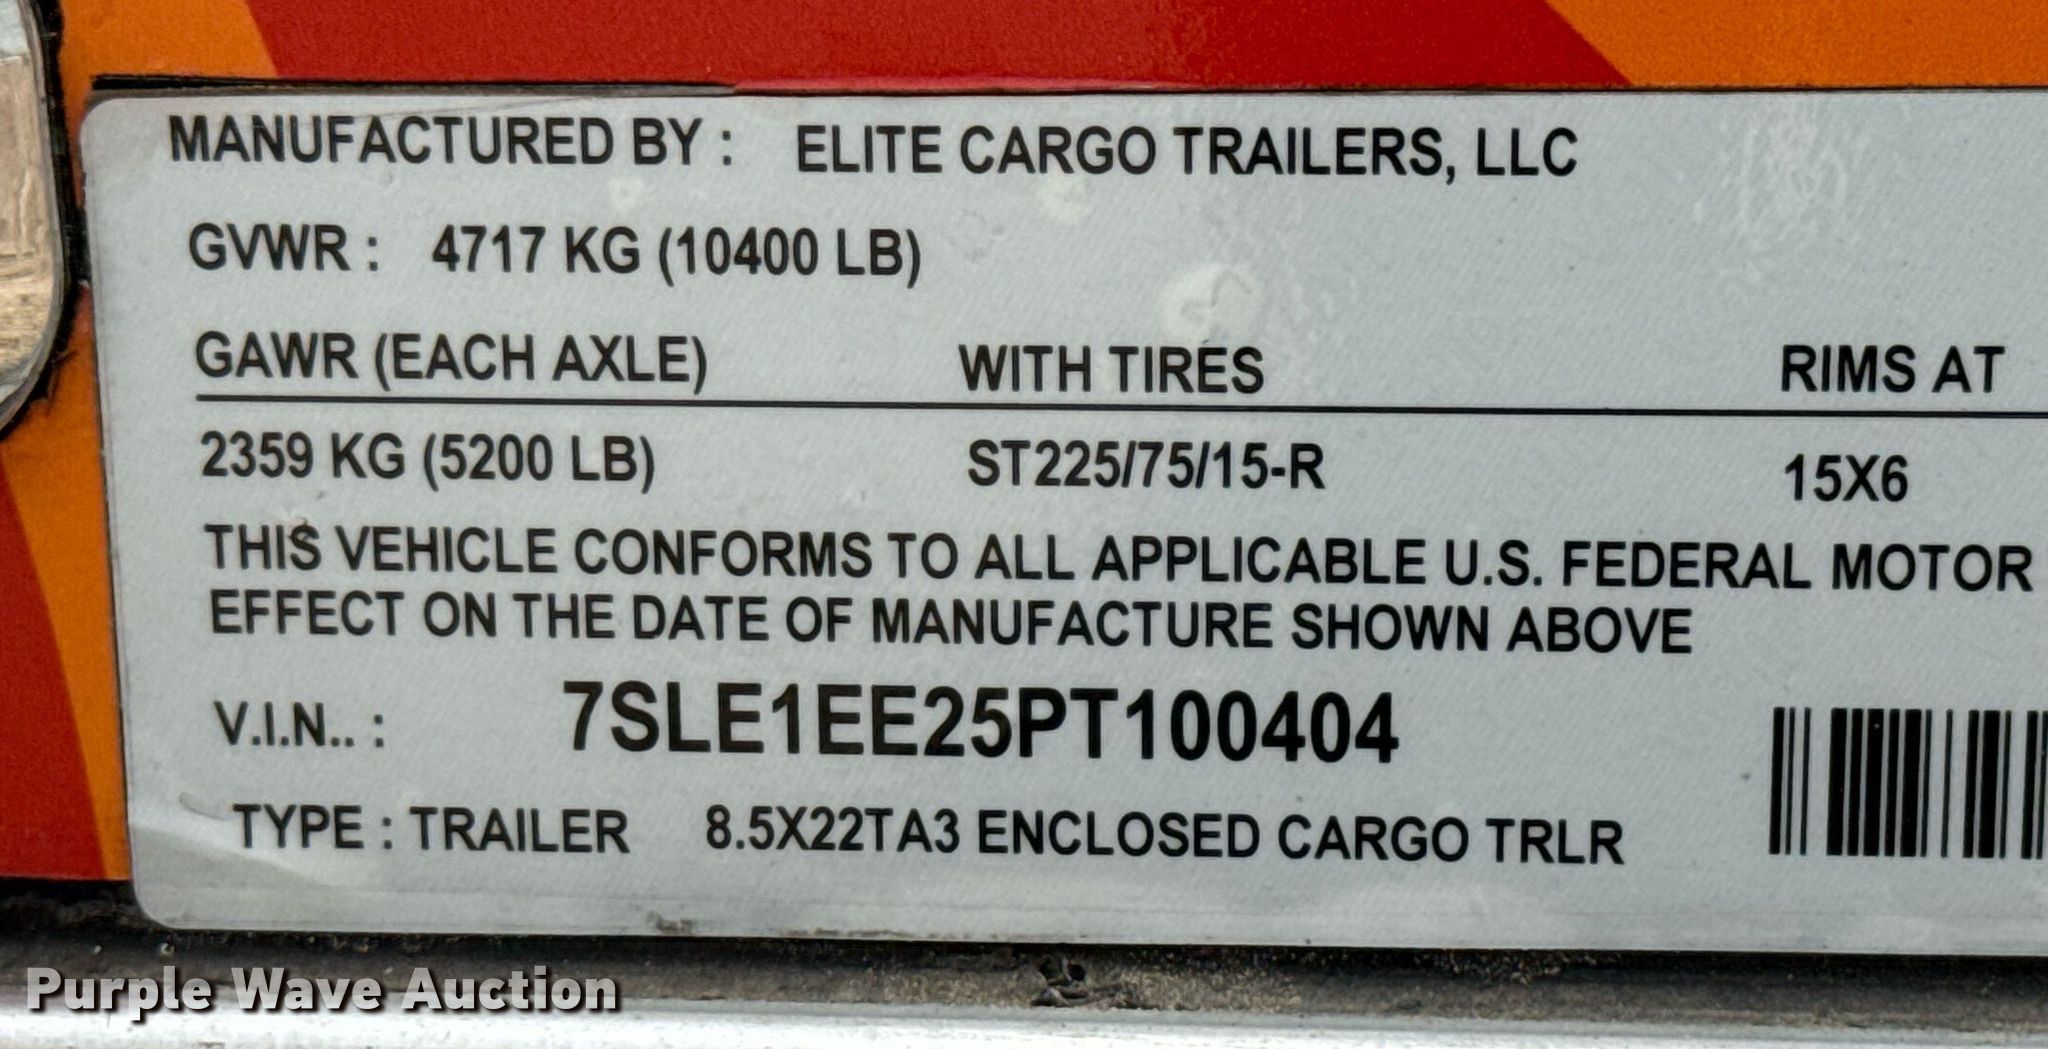 MANUFACTURED BY : ELITE CARGO TRAILERS, LLC
GVWR : 4717 KG (10400 LB)
GAWR (EACH AXLE) WITH TIRES RIMS AT
2359 KG (5200 LB) ST225/75/15-R 15X6
THIS VEHICLE CONFORMS TO ALL APPLICABLE U.S. FEDERAL MOTOR
EFFECT ON THE DATE OF MANUFACTURE SHOWN ABOVE
V.I.N.. : 7SLE1EE25PT100404
TYPE : TRAILER 8.5X22TA3 ENCLOSED CARGO TRLR
Purple Wave Auction